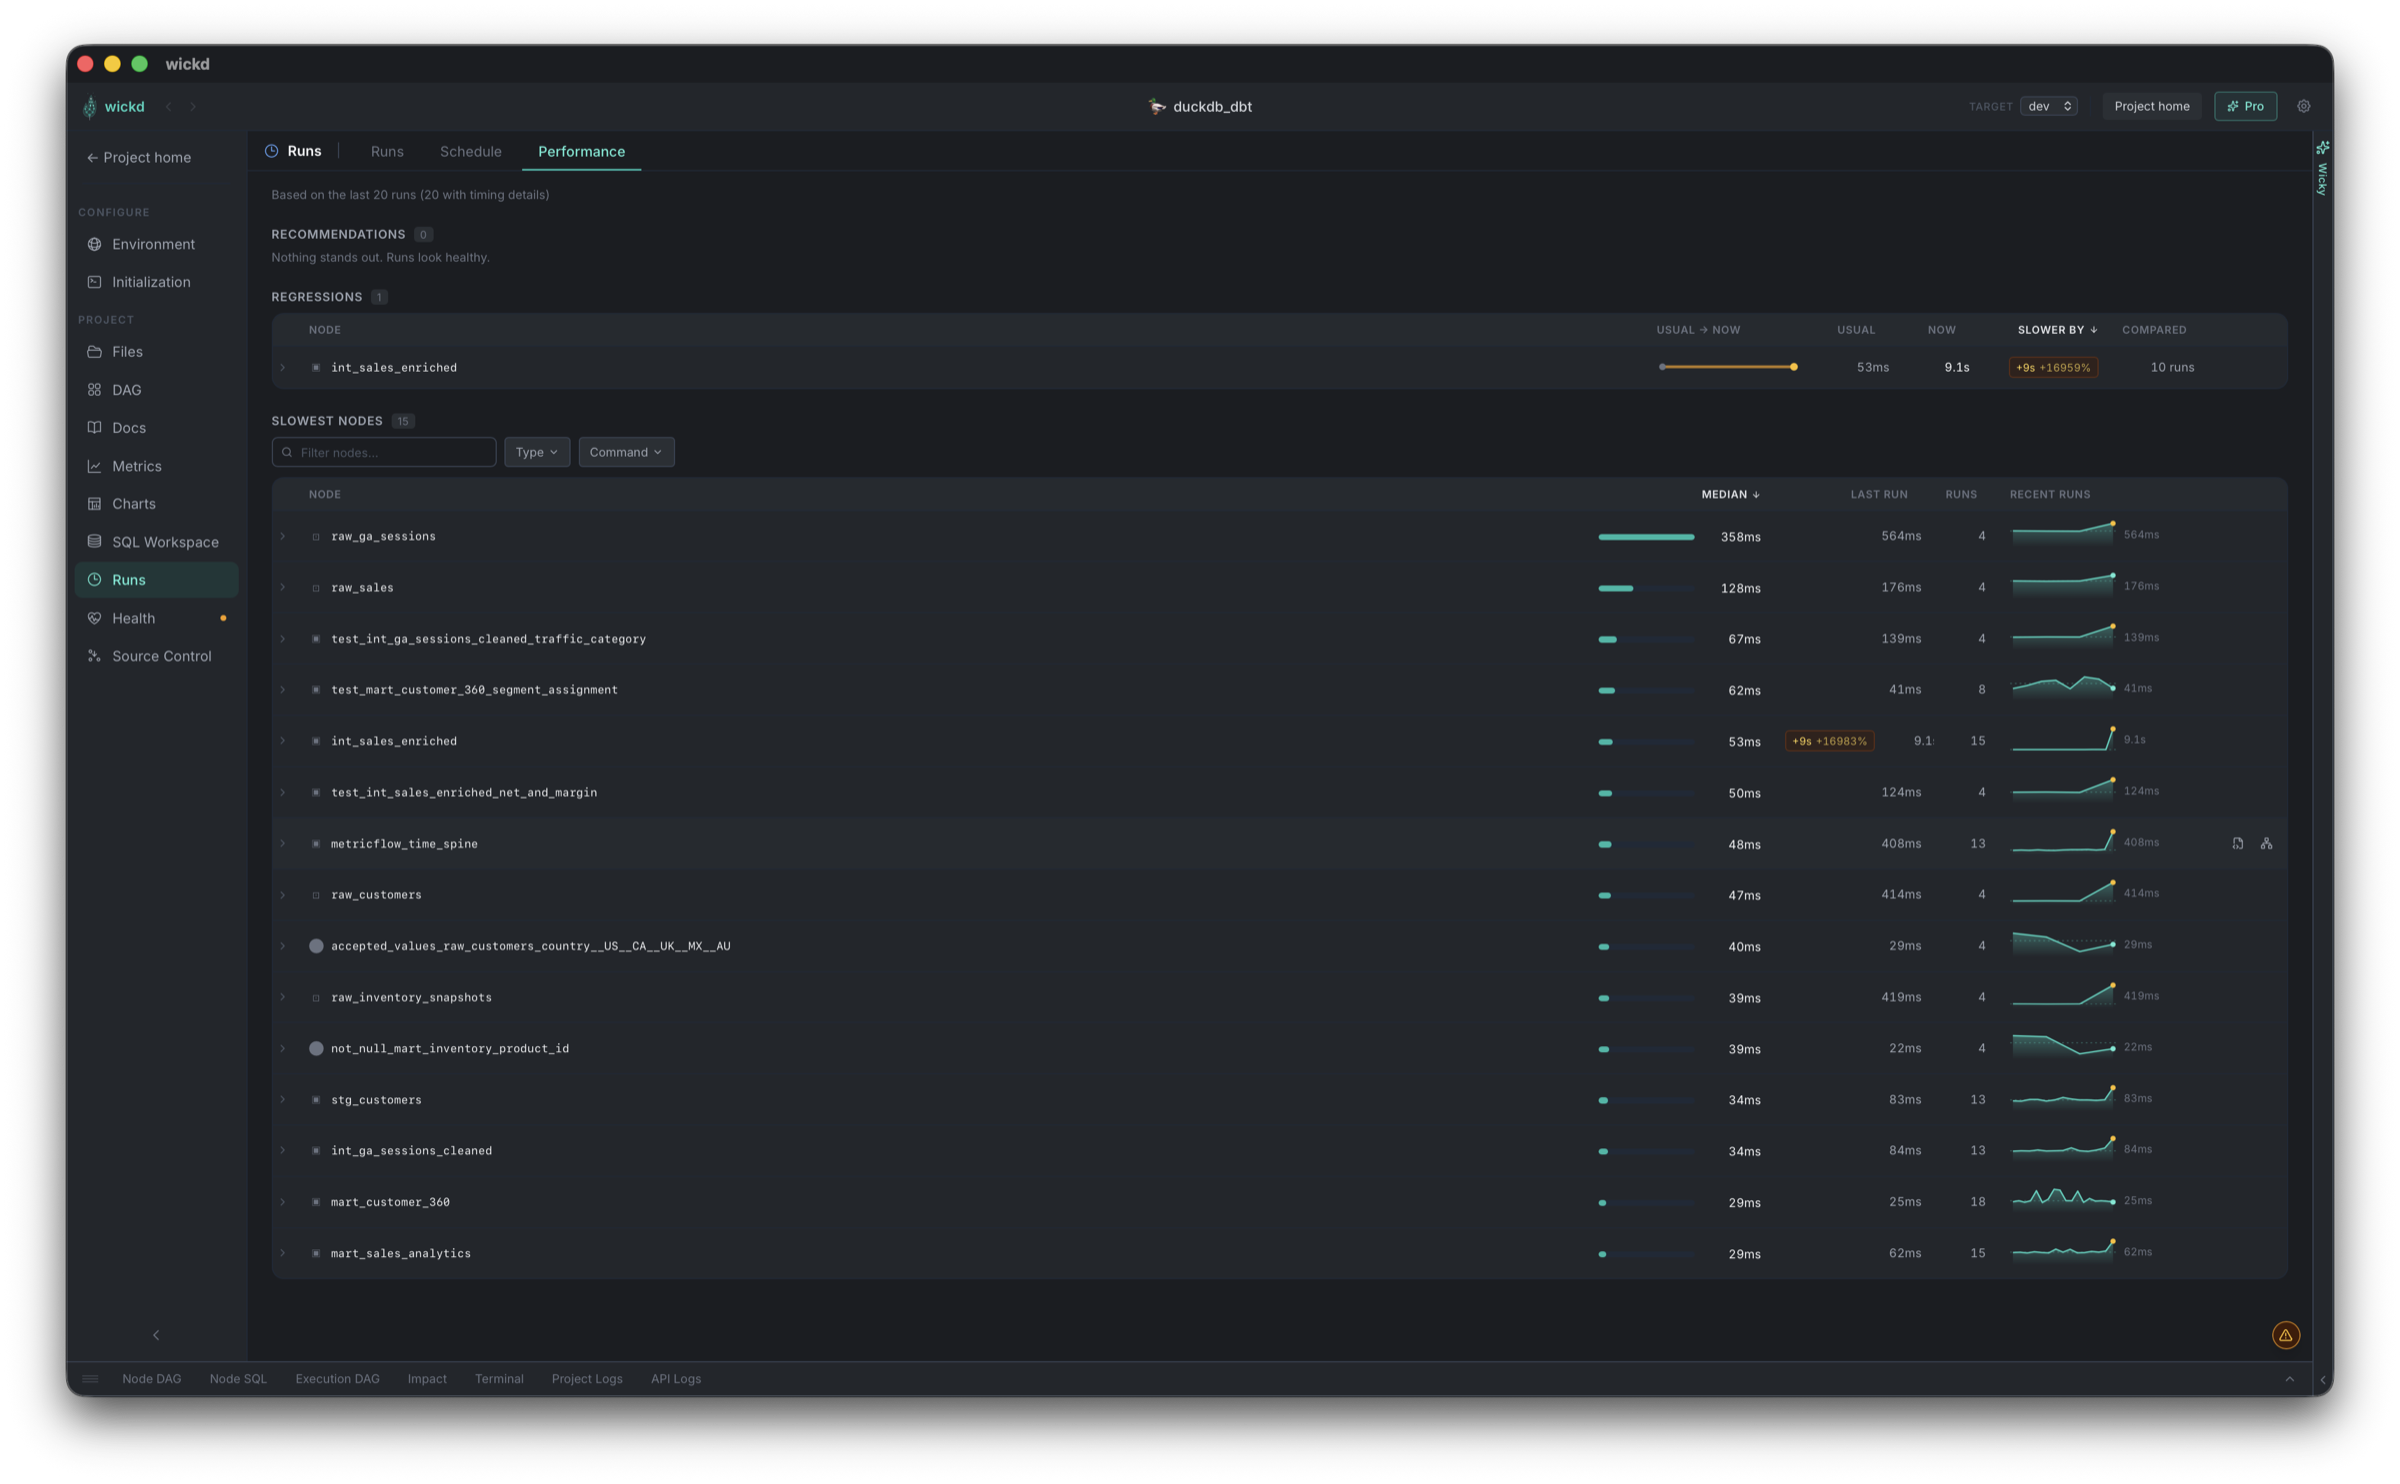 wickd
wickd
duckdb_dbt
TARGET dev Project home Pro
Project home
CONFIGURE
Environment
Initialization
PROJECT
Files
DAG
Docs
Metrics
Charts
SQL Workspace
Runs
Health
Source Control
Runs Runs Schedule Performance
Based on the last 20 runs (20 with timing details)
RECOMMENDATIONS 0
Nothing stands out. Runs look healthy.
REGRESSIONS 1
NODE USUAL → NOW USUAL NOW SLOWER BY ↓ COMPARED
int_sales_enriched 53ms 9.1s +9s +16959% 10 runs
SLOWEST NODES 15
Filter nodes... Type Command
NODE MEDIAN ↓ LAST RUN RUNS RECENT RUNS
raw_ga_sessions 358ms 564ms 4 564ms
raw_sales 128ms 176ms 4 176ms
test_int_ga_sessions_cleaned_traffic_category 67ms 139ms 4 139ms
test_mart_customer_360_segment_assignment 62ms 41ms 8 41ms
int_sales_enriched 53ms +9s +16983% 9.1 15 9.1s
test_int_sales_enriched_net_and_margin 50ms 124ms 4 124ms
metricflow_time_spine 48ms 408ms 13 408ms
raw_customers 47ms 414ms 4 414ms
accepted_values_raw_customers_country__US__CA__UK__MX__AU 40ms 29ms 4 29ms
raw_inventory_snapshots 39ms 419ms 4 419ms
not_null_mart_inventory_product_id 39ms 22ms 4 22ms
stg_customers 34ms 83ms 13 83ms
int_ga_sessions_cleaned 34ms 84ms 13 84ms
mart_customer_360 29ms 25ms 18 25ms
mart_sales_analytics 29ms 62ms 15 62ms
Wicky
Node DAG Node SQL Execution DAG Impact Terminal Project Logs API Logs